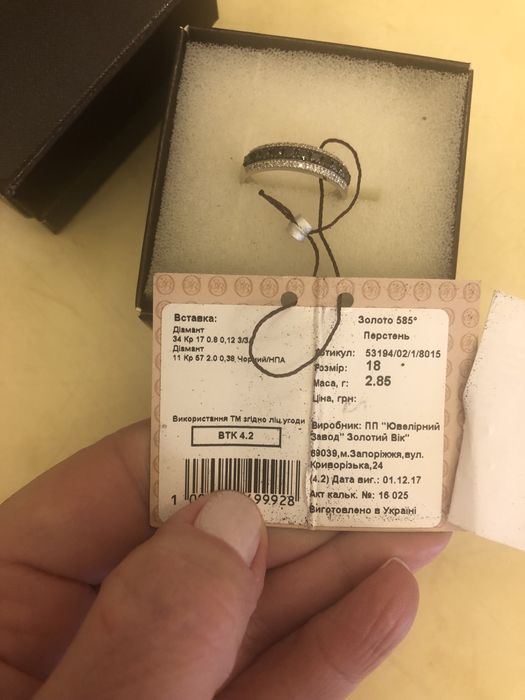 Вставка:
Діамант
34 Кр 17 0.8 0,12 3/3
Діамант
11 Кр 57 2.0 0,38 Чорний/НПА
Використання ТМ згідно ліц.угоди
ВТК 4.2
99928
Золото 585°
Перстень
Артикул: 53194/02/1/8015
Розмір: 18
Маса, г: 2.85
Ціна, грн:
Виробник: ПП "Ювелірний
Завод" Золотий Вік"
69039,м.Запоріжжя,вул.
Криворізька,24
(4.2) Дата виг.: 01.12.17
Акт кальк. №: 16 025
Виготовлено в Україні